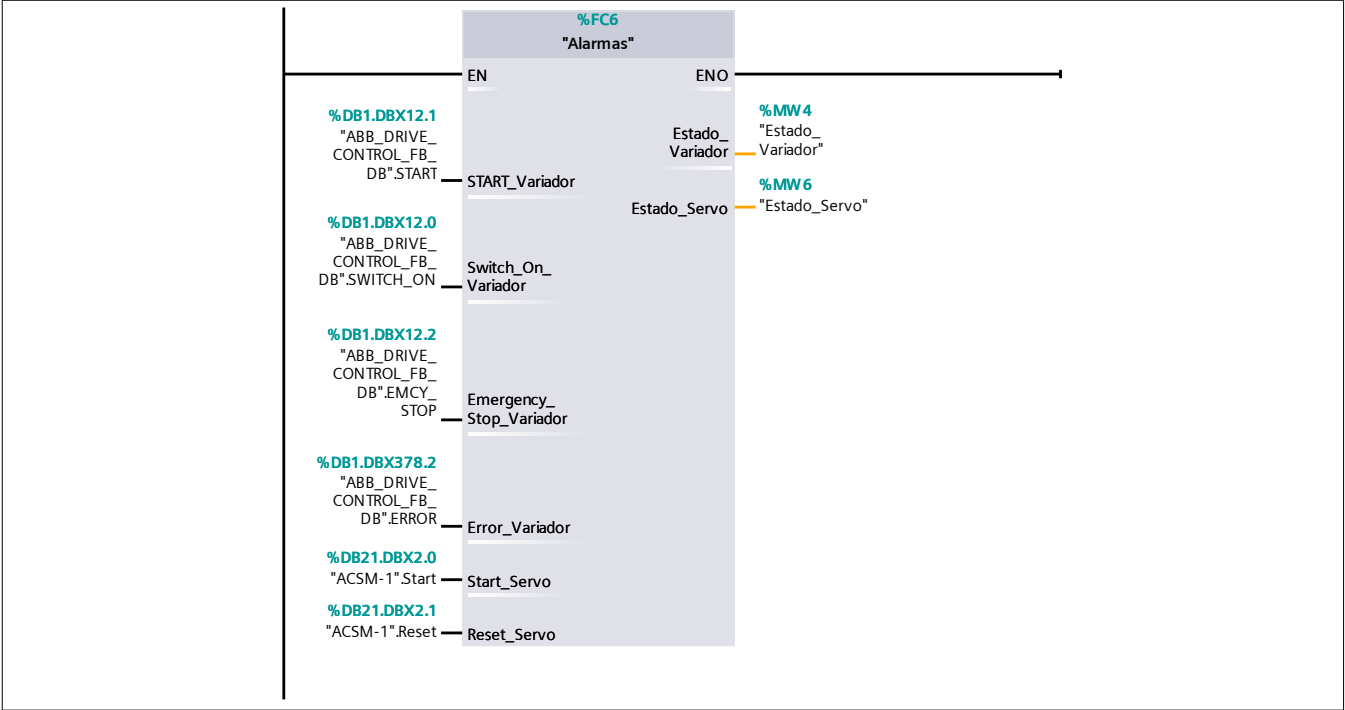 %FC6
"Alarmas"
EN
ENO
%DB1.DBX12.1
"ABB_DRIVE_
CONTROL_FB_
DB".START
START_Variador
%DB1.DBX12.0
"ABB_DRIVE_
CONTROL_FB_
DB".SWITCH_ON
Switch_On_
Variador
%DB1.DBX12.2
"ABB_DRIVE_
CONTROL_FB_
DB".EMCY_
STOP
Emergency_
Stop_Variador
%DB1.DBX378.2
"ABB_DRIVE_
CONTROL_FB_
DB".ERROR
Error_Variador
%DB21.DBX2.0
"ACSM-1".Start
Start_Servo
%DB21.DBX2.1
"ACSM-1".Reset
Reset_Servo
Estado_
Variador
%MW4
"Estado_
Variador"
Estado_Servo
%MW6
"Estado_Servo"